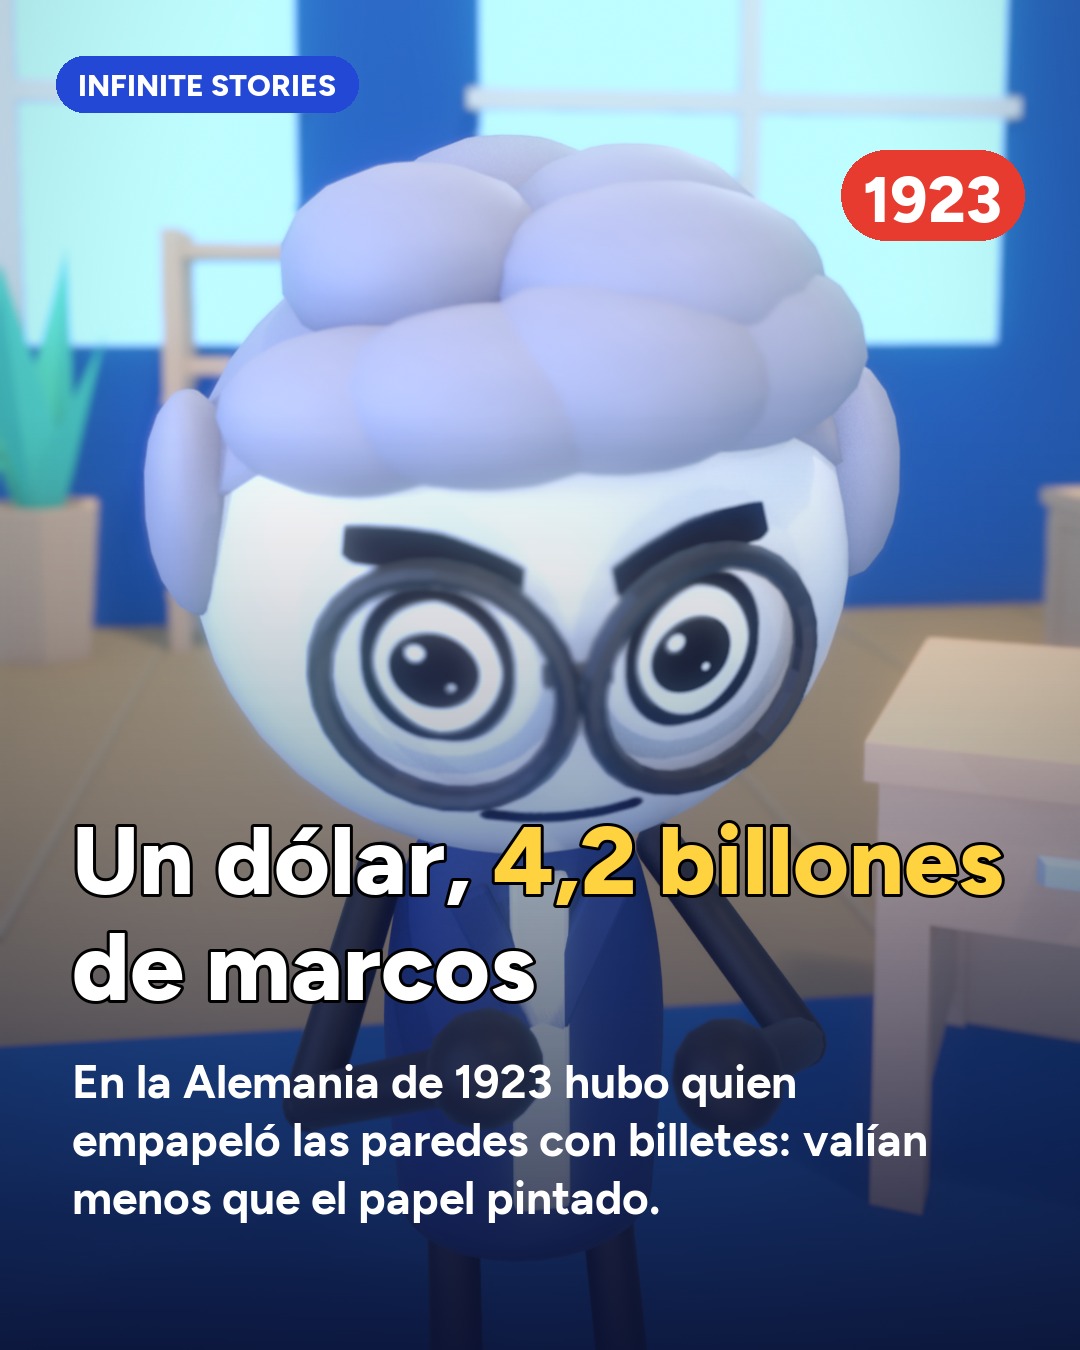 INFINITE STORIES
1923
Un dólar, 4,2 billones
de marcos
En la Alemania de 1923 hubo quien
empapeló las paredes con billetes: valían
menos que el papel pintado.